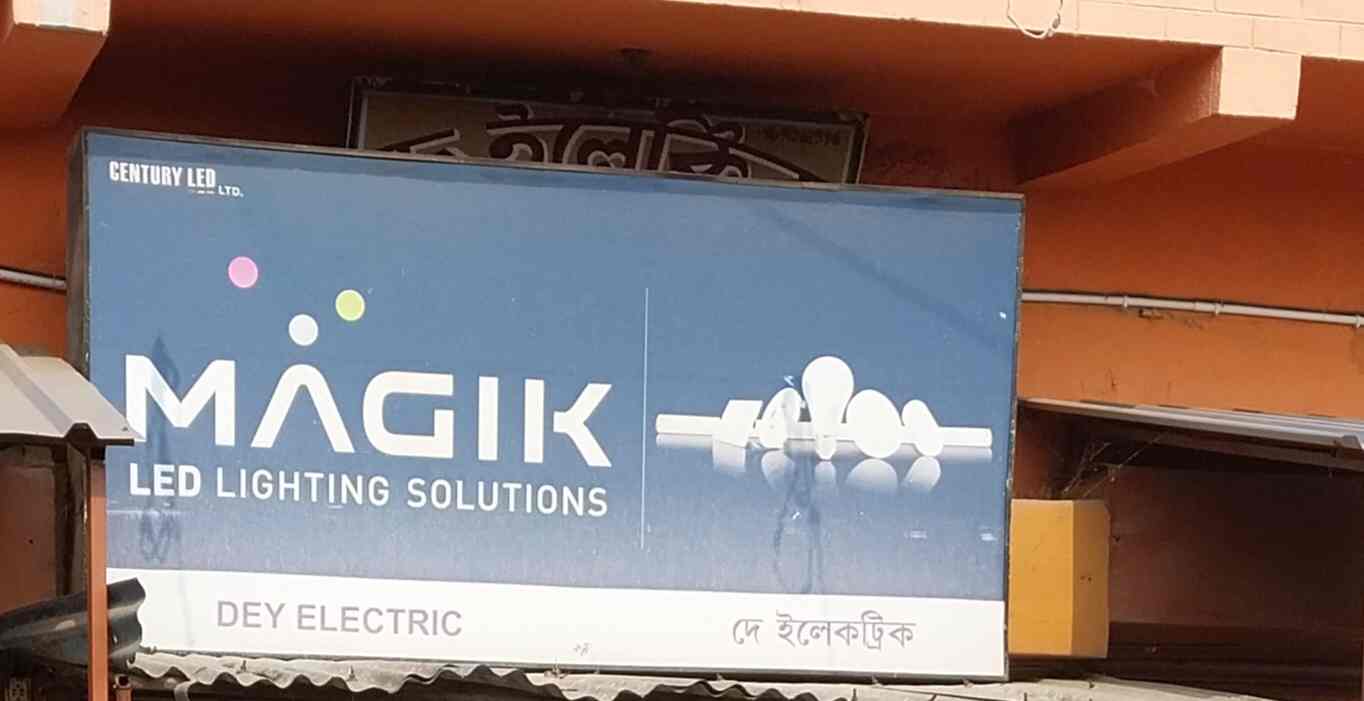 CENTURY LED LTD.
MAGIK
LED LIGHTING SOLUTIONS
DEY ELECTRIC
দে ইলেকট্রিক